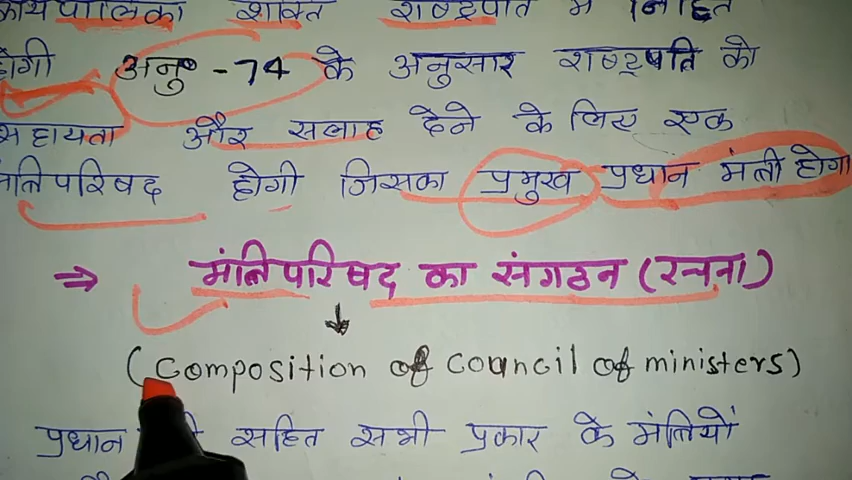 कार्यपालिका शक्ति राष्ट्रपति में निहित
होगी अनु॰ -74 के अनुसार राष्ट्रपति को
सहायता और सलाह देने के लिए एक
मंत्रिपरिषद होगी जिसका प्रमुख प्रधान मंत्री होगा
⇒ मंत्रिपरिषद का संगठन (रचना)
↓
(Composition of Council of ministers)
प्रधान सहित सभी प्रकार के मंत्रियों